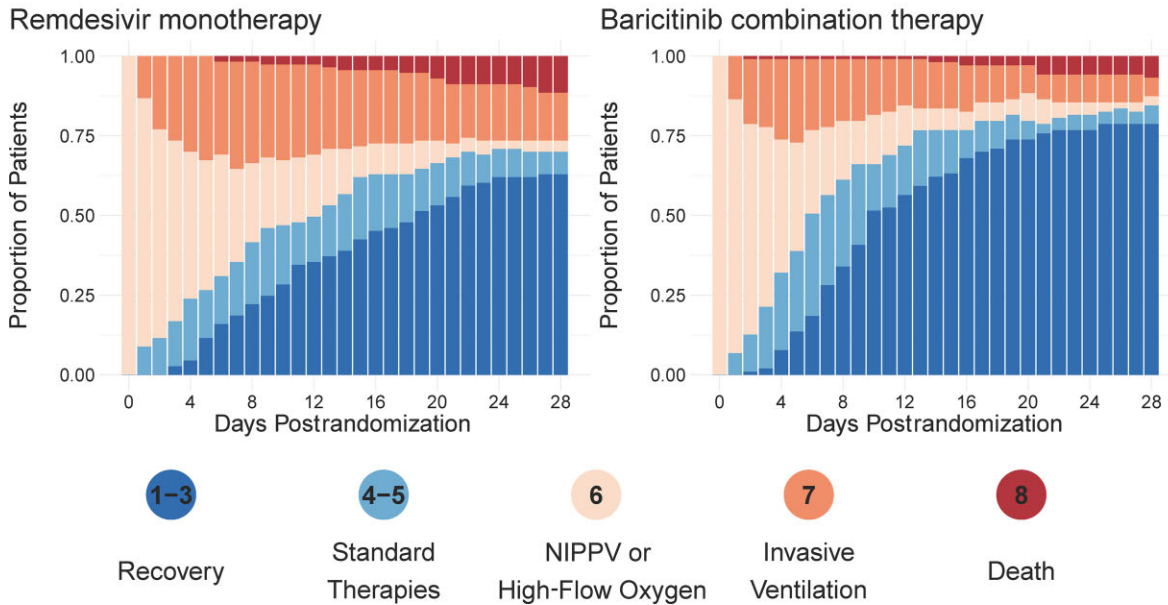 Remdesivir monotherapy
Baricitinib combination therapy
Proportion of Patients
1.00
0.75
0.50
0.25
0.00
0 4 8 12 16 20 24 28
Days Postrandomization
Proportion of Patients
1.00
0.75
0.50
0.25
0.00
0 4 8 12 16 20 24 28
Days Postrandomization
1–3
4–5
6
7
8
Recovery
Standard
Therapies
NIPPV or
High-Flow Oxygen
Invasive
Ventilation
Death